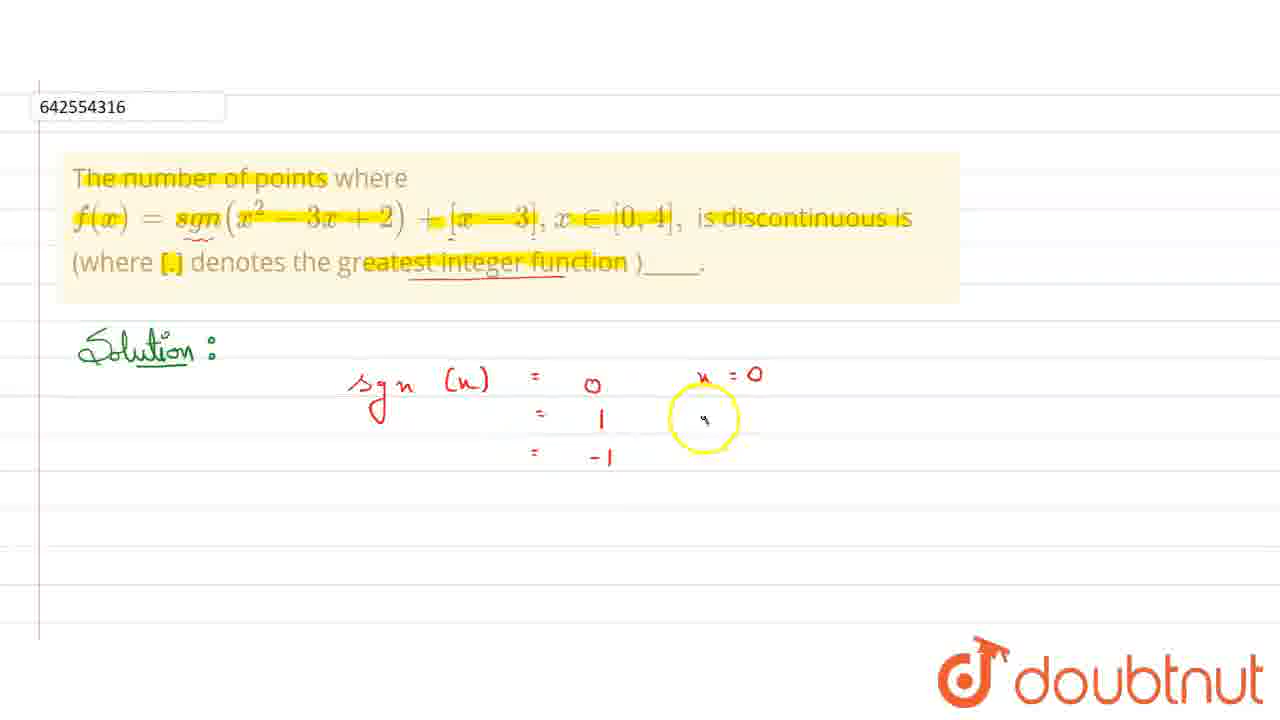 642554316
The number of points where
f(x) = sgn(x² − 3x + 2) + [x − 3], x ∈ [0, 4], is discontinuous is
(where [.] denotes the greatest integer function )____.
Solution :
sgn (x) = 0 x = 0
= 1
= -1
doubtnut